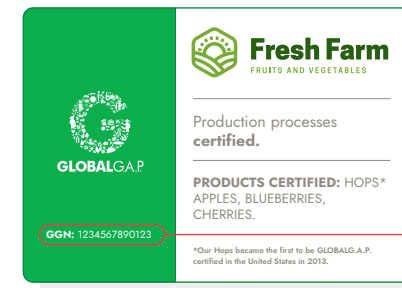 Fresh Farm
FRUITS AND VEGETABLES
Production processes
certified.
GLOBALG.A.P.
PRODUCTS CERTIFIED: HOPS*
APPLES, BLUEBERRIES,
CHERRIES.
GGN: 1234567890123
*Our Hops became the first to be GLOBALG.A.P.
certified in the United States in 2013.